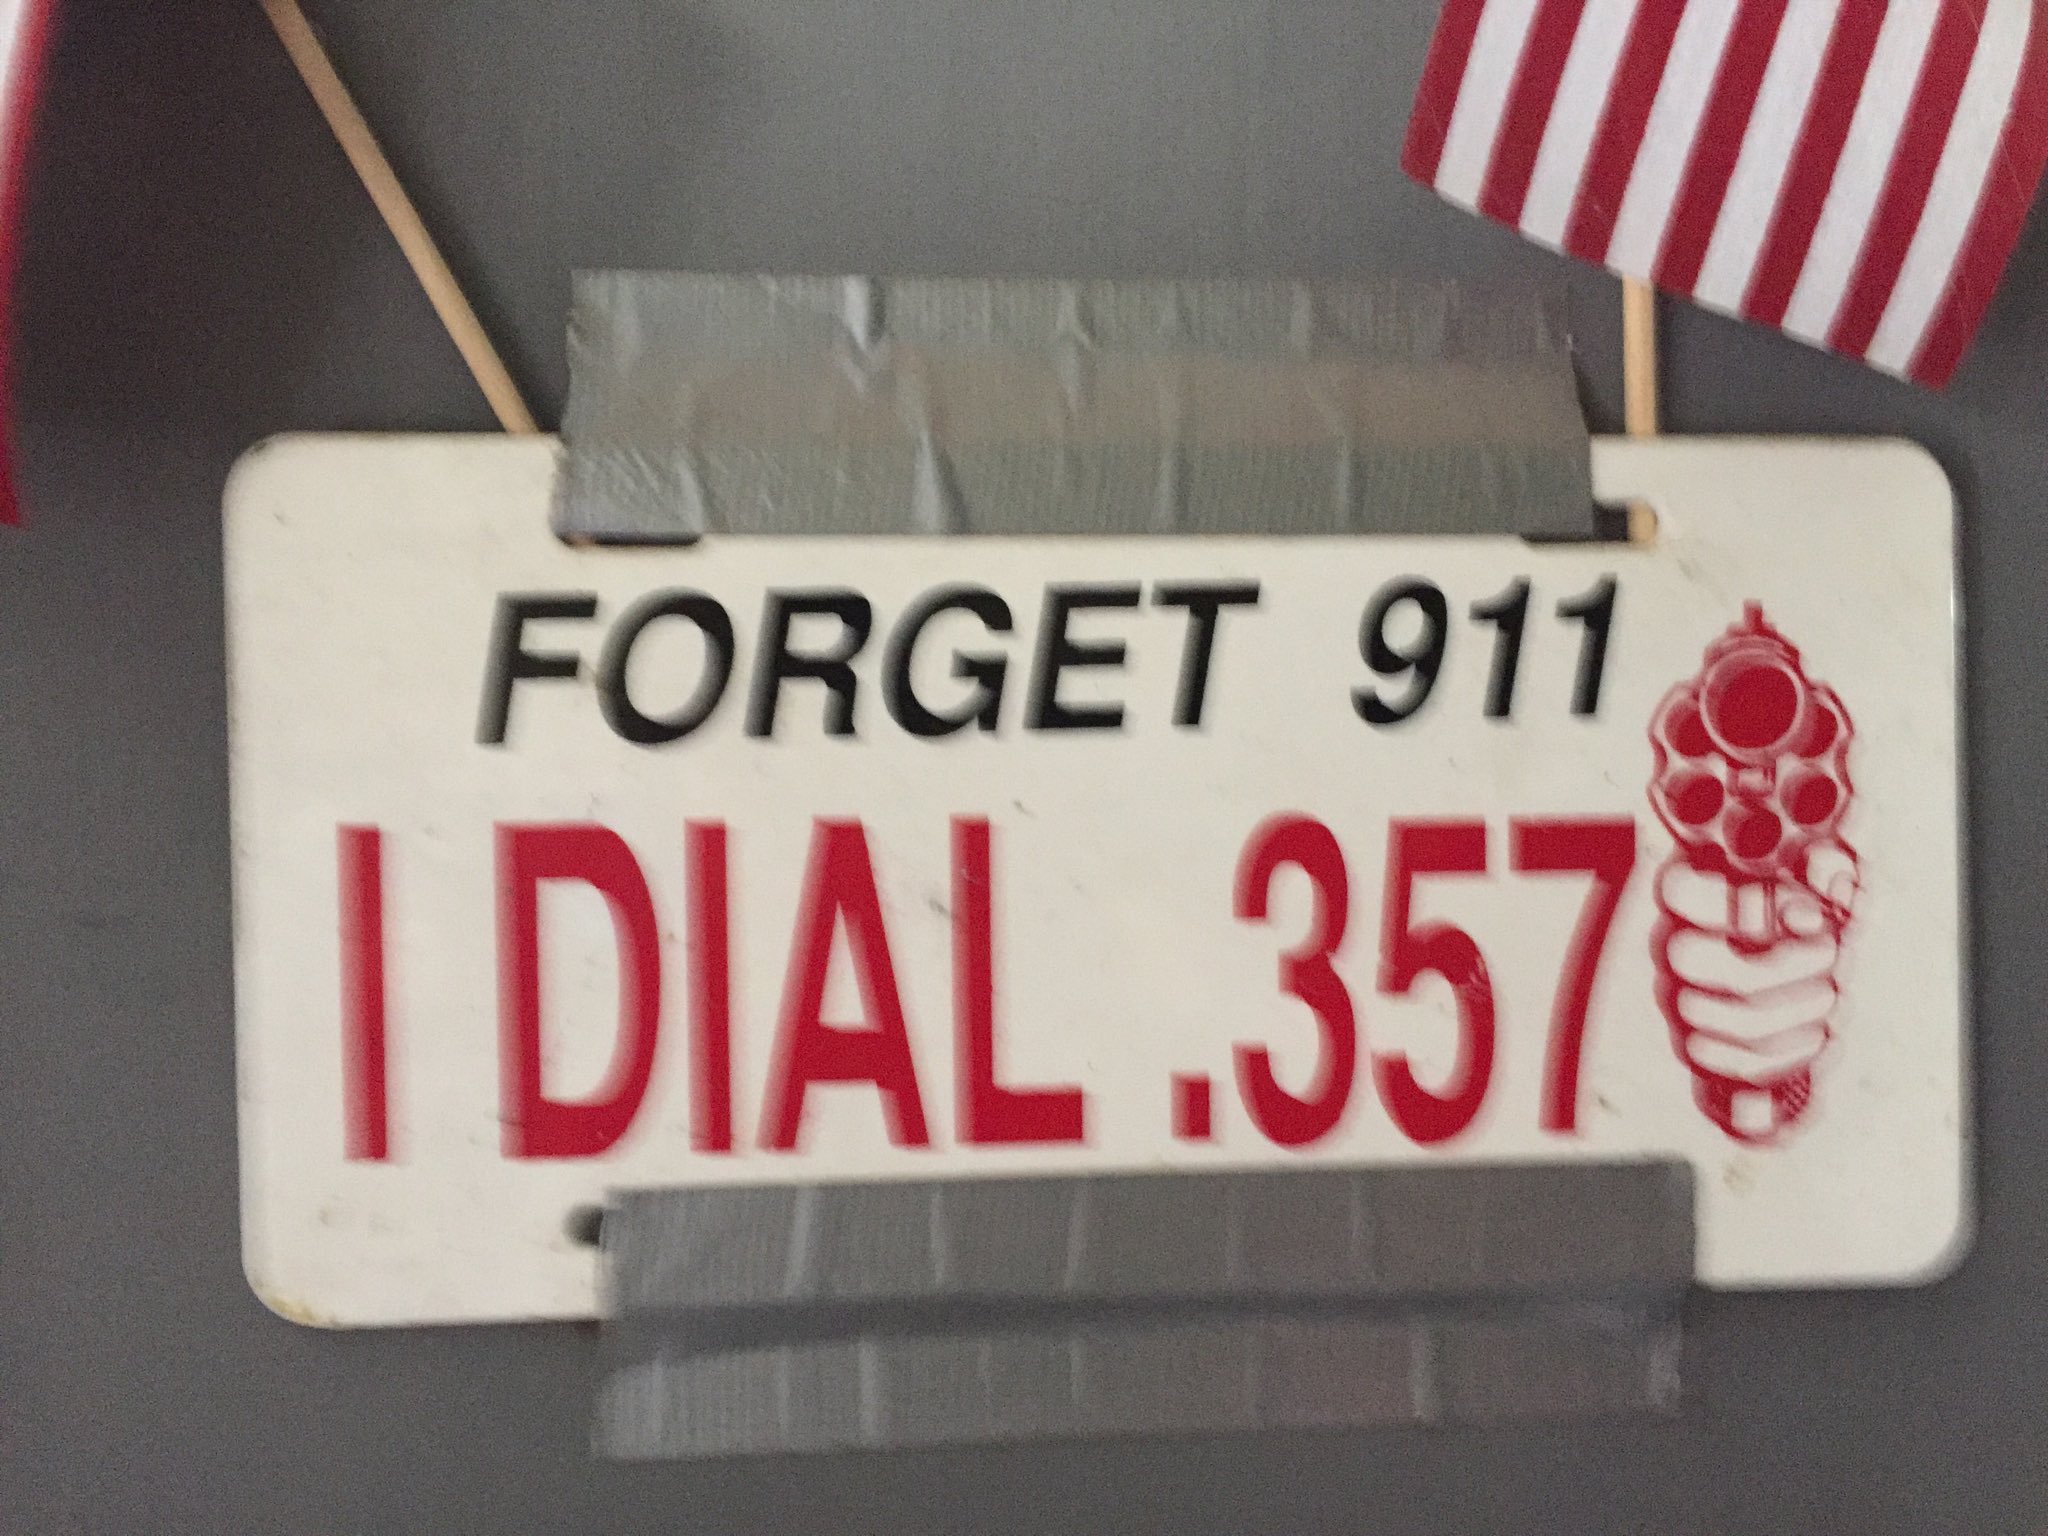 FORGET 911
I DIAL .357